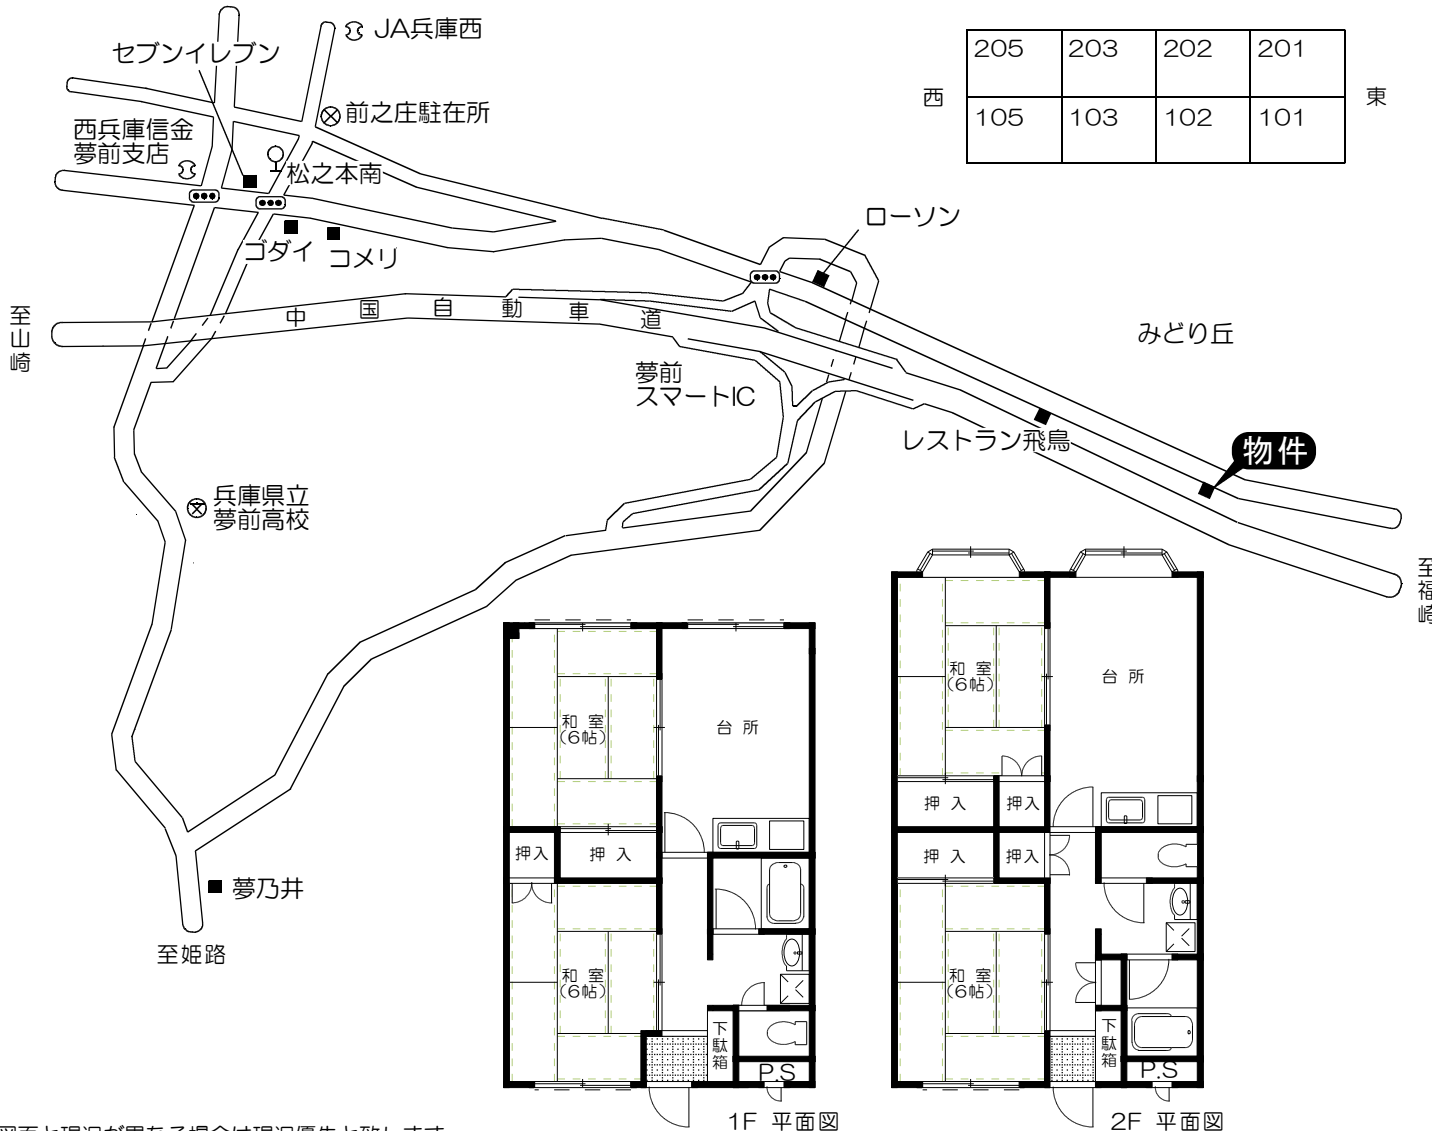 JA兵庫西
セブンイレブン
前之庄駐在所
西兵庫信金
夢前支店
松之本南
ゴダイ
コメリ
ローソン
205 203 202 201
105 103 102 101
西
東
至山崎
中国自動車道
みどり丘
夢前
スマートIC
レストラン飛鳥
物件
兵庫県立
夢前高校
至福崎
夢乃井
至姫路
和室
(6帖)
台所
押入
押入
和室
(6帖)
下駄箱
P.S
1F 平面図
和室
(6帖)
台所
押入
押入
押入
押入
和室
(6帖)
下駄箱
P.S
2F 平面図